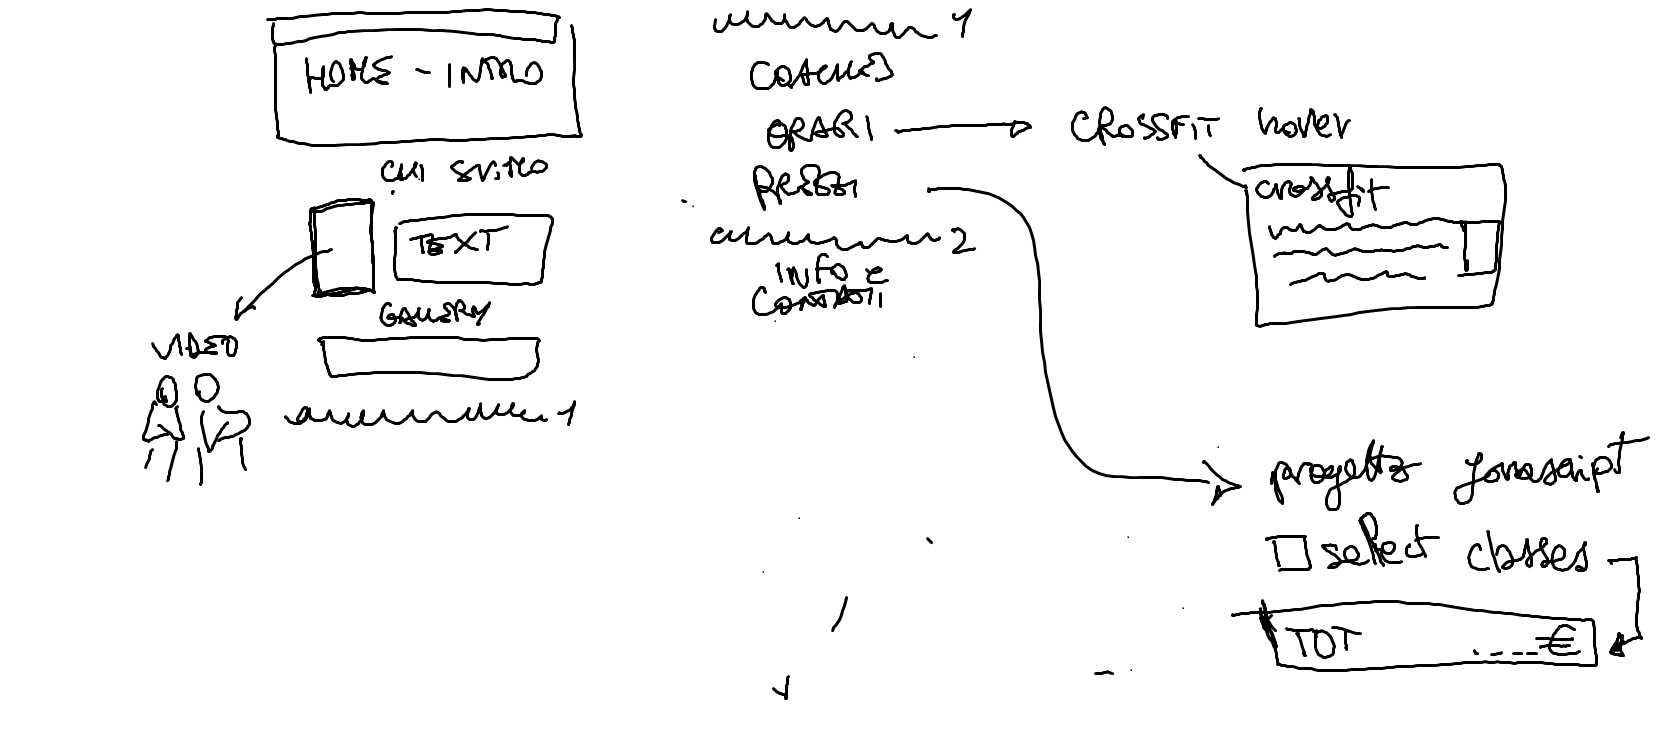 HOME - INTRO
CHI SIAMO
TEXT
GALLERY
VIDEO
1
1
COACHES
ORARI
PREZZI
2
INFO e
CONTATTI
CROSSFIT hover
crossfit
progetto javascript
select classes
TOT ....€